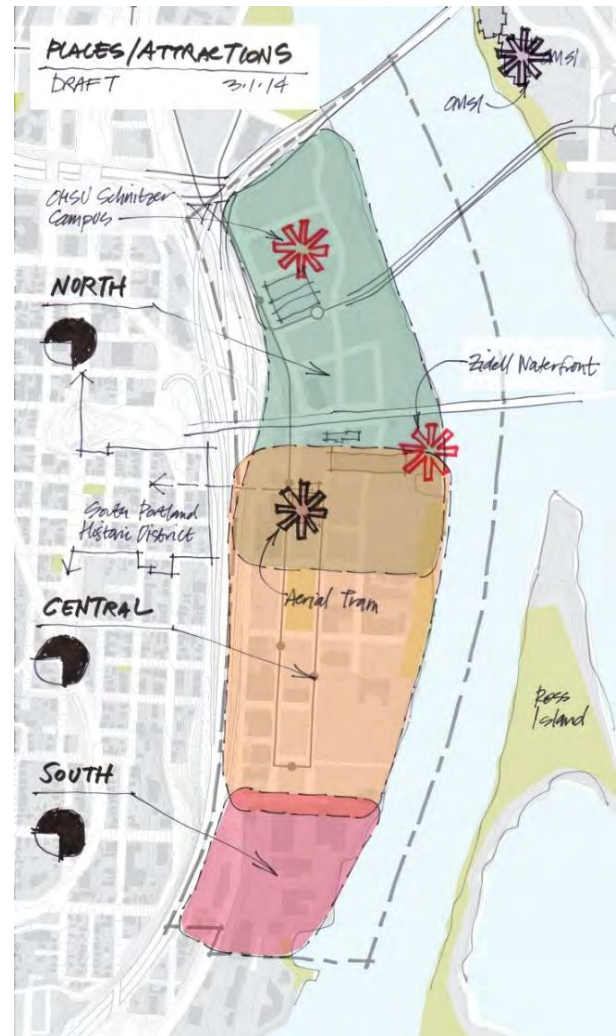 PLACES/ATTRACTIONS
DRAFT 3.1.14
OMSI
OMSI
OHSU Schnitzer
Campus
NORTH
Zidell Waterfront
South Portland
Historic District
Aerial Tram
CENTRAL
Ross
Island
SOUTH